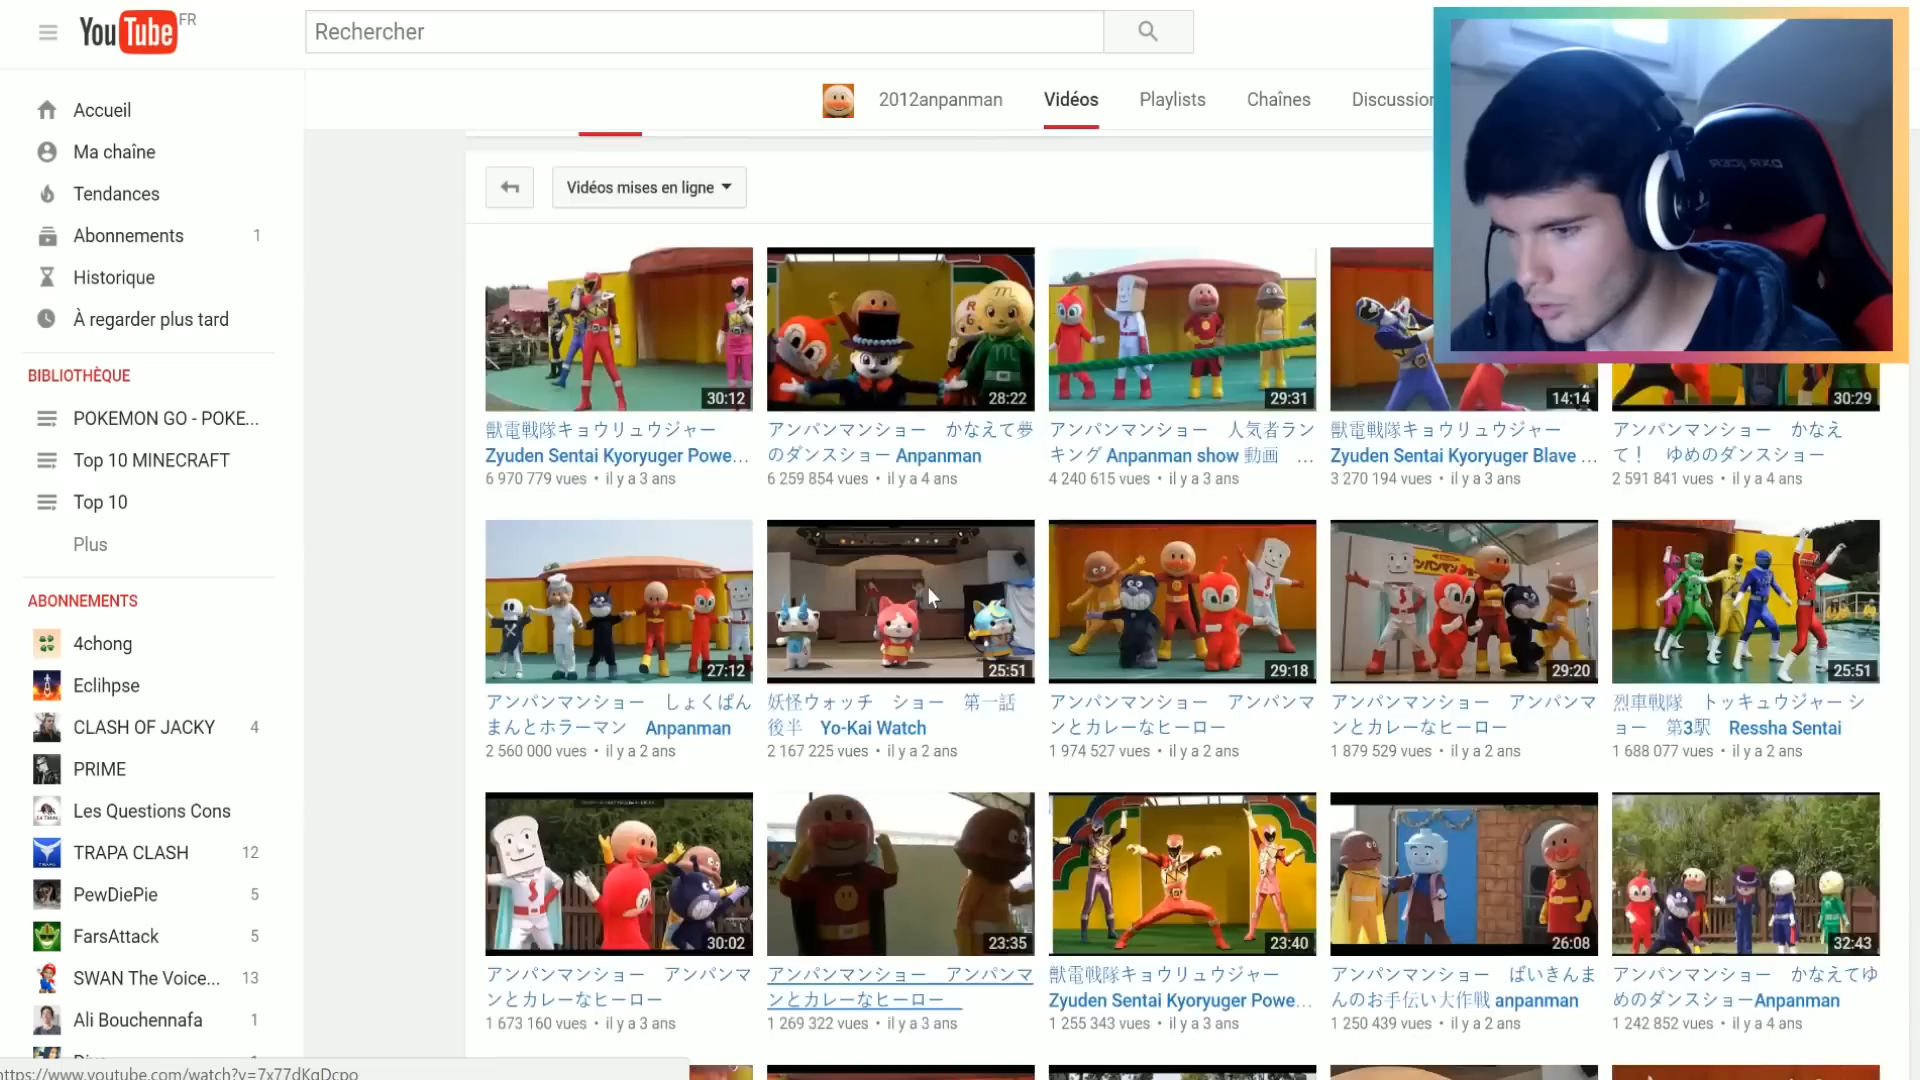 YouTube FR
Rechercher
2012anpanman
Vidéos
Playlists
Chaînes
Discussion
Accueil
Ma chaîne
Tendances
Abonnements 1
Historique
À regarder plus tard
BIBLIOTHÈQUE
POKEMON GO - POKE...
Top 10 MINECRAFT
Top 10
Plus
ABONNEMENTS
4chong
Eclihpse
CLASH OF JACKY 4
PRIME
Les Questions Cons
TRAPA CLASH 12
PewDiePie 5
FarsAttack 5
SWAN The Voice... 13
Ali Bouchennafa 1
Vidéos mises en ligne
30:12
獣電戦隊キョウリュウジャー
Zyuden Sentai Kyoryuger Powe...
6 970 779 vues • il y a 3 ans
28:22
アンパンマンショー　かなえて夢
のダンスショー Anpanman
6 259 854 vues • il y a 4 ans
29:31
アンパンマンショー　人気者ラン
キング Anpanman show 動画 ...
4 240 615 vues • il y a 3 ans
14:14
獣電戦隊キョウリュウジャー
Zyuden Sentai Kyoryuger Blave ...
3 270 194 vues • il y a 3 ans
30:29
アンパンマンショー　かなえ
て！　ゆめのダンスショー
2 591 841 vues • il y a 4 ans
27:12
アンパンマンショー　しょくぱん
まんとホラーマン　Anpanman
2 560 000 vues • il y a 2 ans
25:51
妖怪ウォッチ　ショー　第一話
後半　Yo-Kai Watch
2 167 225 vues • il y a 2 ans
29:18
アンパンマンショー　アンパンマ
ンとカレーなヒーロー
1 974 527 vues • il y a 2 ans
29:20
アンパンマンショー　アンパンマ
ンとカレーなヒーロー
1 879 529 vues • il y a 2 ans
25:51
烈車戦隊　トッキュウジャー シ
ョー　第3駅　Ressha Sentai
1 688 077 vues • il y a 2 ans
30:02
アンパンマンショー　アンパンマ
ンとカレーなヒーロー
1 673 160 vues • il y a 3 ans
23:35
アンパンマンショー　アンパンマ
ンとカレーなヒーロー
1 269 322 vues • il y a 3 ans
23:40
獣電戦隊キョウリュウジャー
Zyuden Sentai Kyoryuger Powe...
1 255 343 vues • il y a 3 ans
26:08
アンパンマンショー　ばいきんま
んのお手伝い大作戦 anpanman
1 250 439 vues • il y a 2 ans
32:43
アンパンマンショー　かなえてゆ
めのダンスショーAnpanman
1 242 852 vues • il y a 4 ans